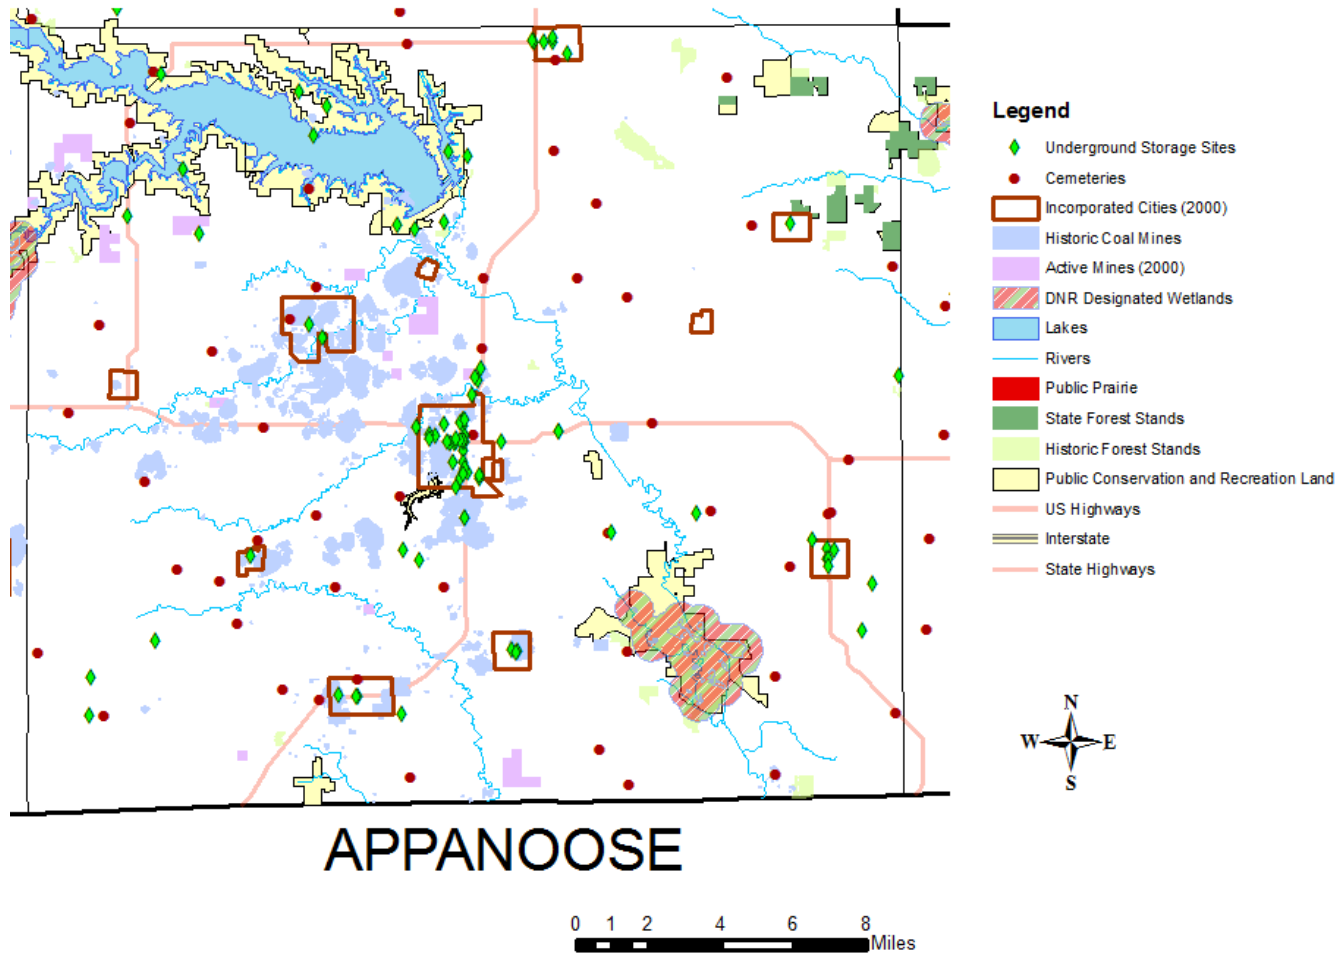 Legend
Underground Storage Sites
Cemeteries
Incorporated Cities (2000)
Historic Coal Mines
Active Mines (2000)
DNR Designated Wetlands
Lakes
Rivers
Public Prairie
State Forest Stands
Historic Forest Stands
Public Conservation and Recreation Land
US Highways
Interstate
State Highways
N
W E
S
APPANOOSE
0 1 2 4 6 8
Miles